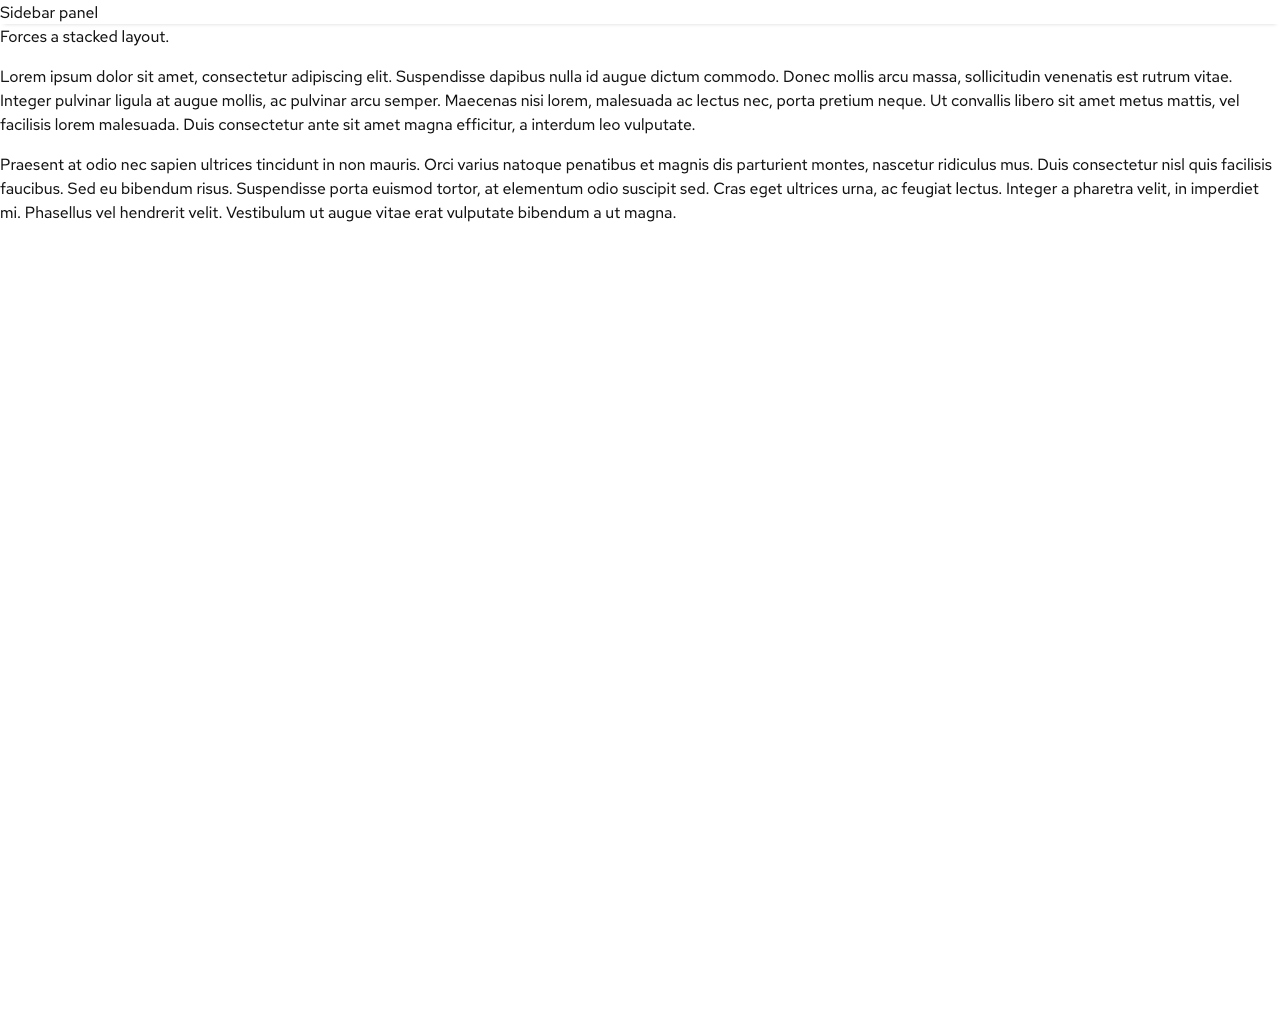 Sidebar panel
Forces a stacked layout.
Lorem ipsum dolor sit amet, consectetur adipiscing elit. Suspendisse dapibus nulla id augue dictum commodo. Donec mollis arcu massa, sollicitudin venenatis est rutrum vitae.
Integer pulvinar ligula at augue mollis, ac pulvinar arcu semper. Maecenas nisi lorem, malesuada ac lectus nec, porta pretium neque. Ut convallis libero sit amet metus mattis, vel
facilisis lorem malesuada. Duis consectetur ante sit amet magna efficitur, a interdum leo vulputate.
Praesent at odio nec sapien ultrices tincidunt in non mauris. Orci varius natoque penatibus et magnis dis parturient montes, nascetur ridiculus mus. Duis consectetur nisl quis facilisis
faucibus. Sed eu bibendum risus. Suspendisse porta euismod tortor, at elementum odio suscipit sed. Cras eget ultrices urna, ac feugiat lectus. Integer a pharetra velit, in imperdiet
mi. Phasellus vel hendrerit velit. Vestibulum ut augue vitae erat vulputate bibendum a ut magna.